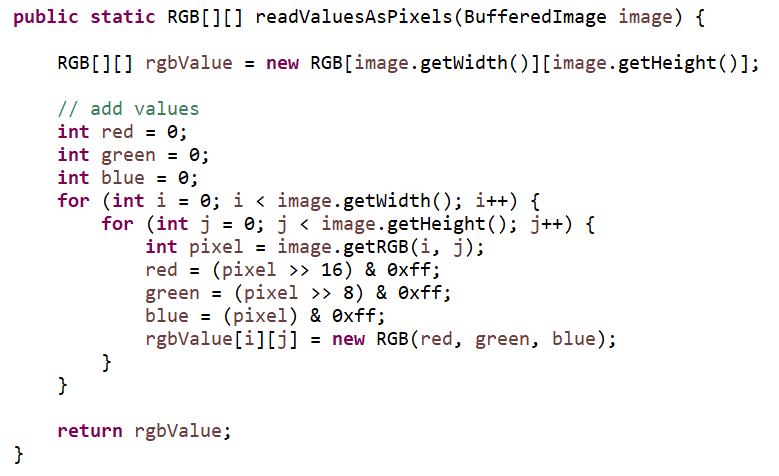 public static RGB[][] readValuesAsPixels(BufferedImage image) {
RGB[][] rgbValue = new RGB[image.getWidth()][image.getHeight()];
// add values
int red = 0;
int green = 0;
int blue = 0;
for (int i = 0; i < image.getWidth(); i++) {
for (int j = 0; j < image.getHeight(); j++) {
int pixel = image.getRGB(i, j);
red = (pixel >> 16) & 0xff;
green = (pixel >> 8) & 0xff;
blue = (pixel) & 0xff;
rgbValue[i][j] = new RGB(red, green, blue);
}
}
return rgbValue;
}